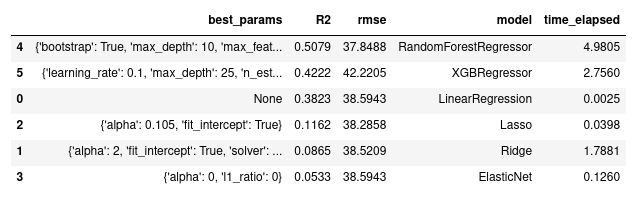 best_params R2 rmse model time_elapsed
4 {'bootstrap': True, 'max_depth': 10, 'max_feat... 0.5079 37.8488 RandomForestRegressor 4.9805
5 {'learning_rate': 0.1, 'max_depth': 25, 'n_est... 0.4222 42.2205 XGBRegressor 2.7560
0 None 0.3823 38.5943 LinearRegression 0.0025
2 {'alpha': 0.105, 'fit_intercept': True} 0.1162 38.2858 Lasso 0.0398
1 {'alpha': 2, 'fit_intercept': True, 'solver': ... 0.0865 38.5209 Ridge 1.7881
3 {'alpha': 0, 'l1_ratio': 0} 0.0533 38.5943 ElasticNet 0.1260